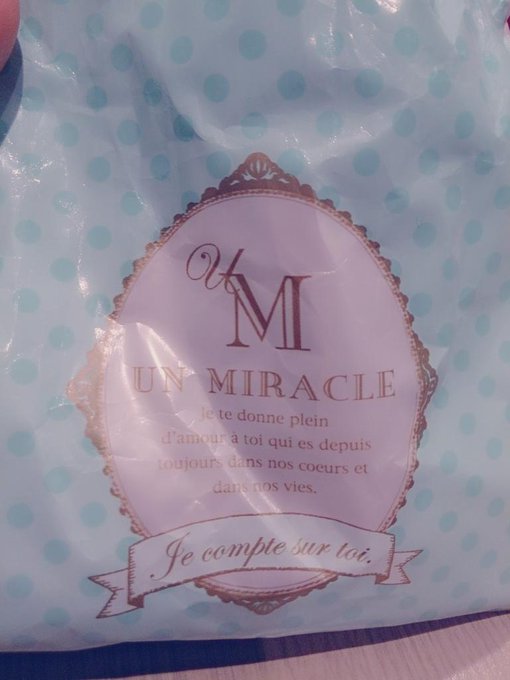 UM
UN MIRACLE
Je te donne plein
d'amour à toi qui es depuis
toujours dans nos coeurs et
dans nos vies.
Je compte sur toi.